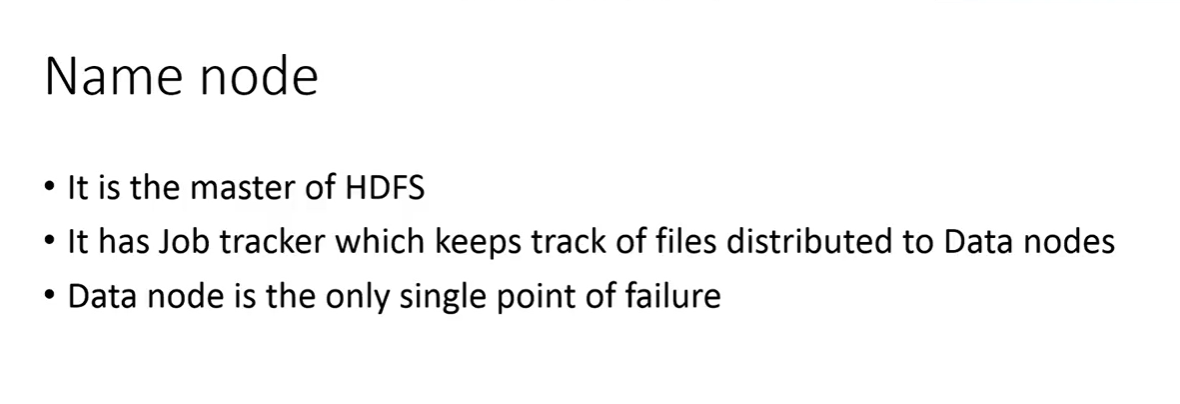 Name node
• It is the master of HDFS
• It has Job tracker which keeps track of files distributed to Data nodes
• Data node is the only single point of failure